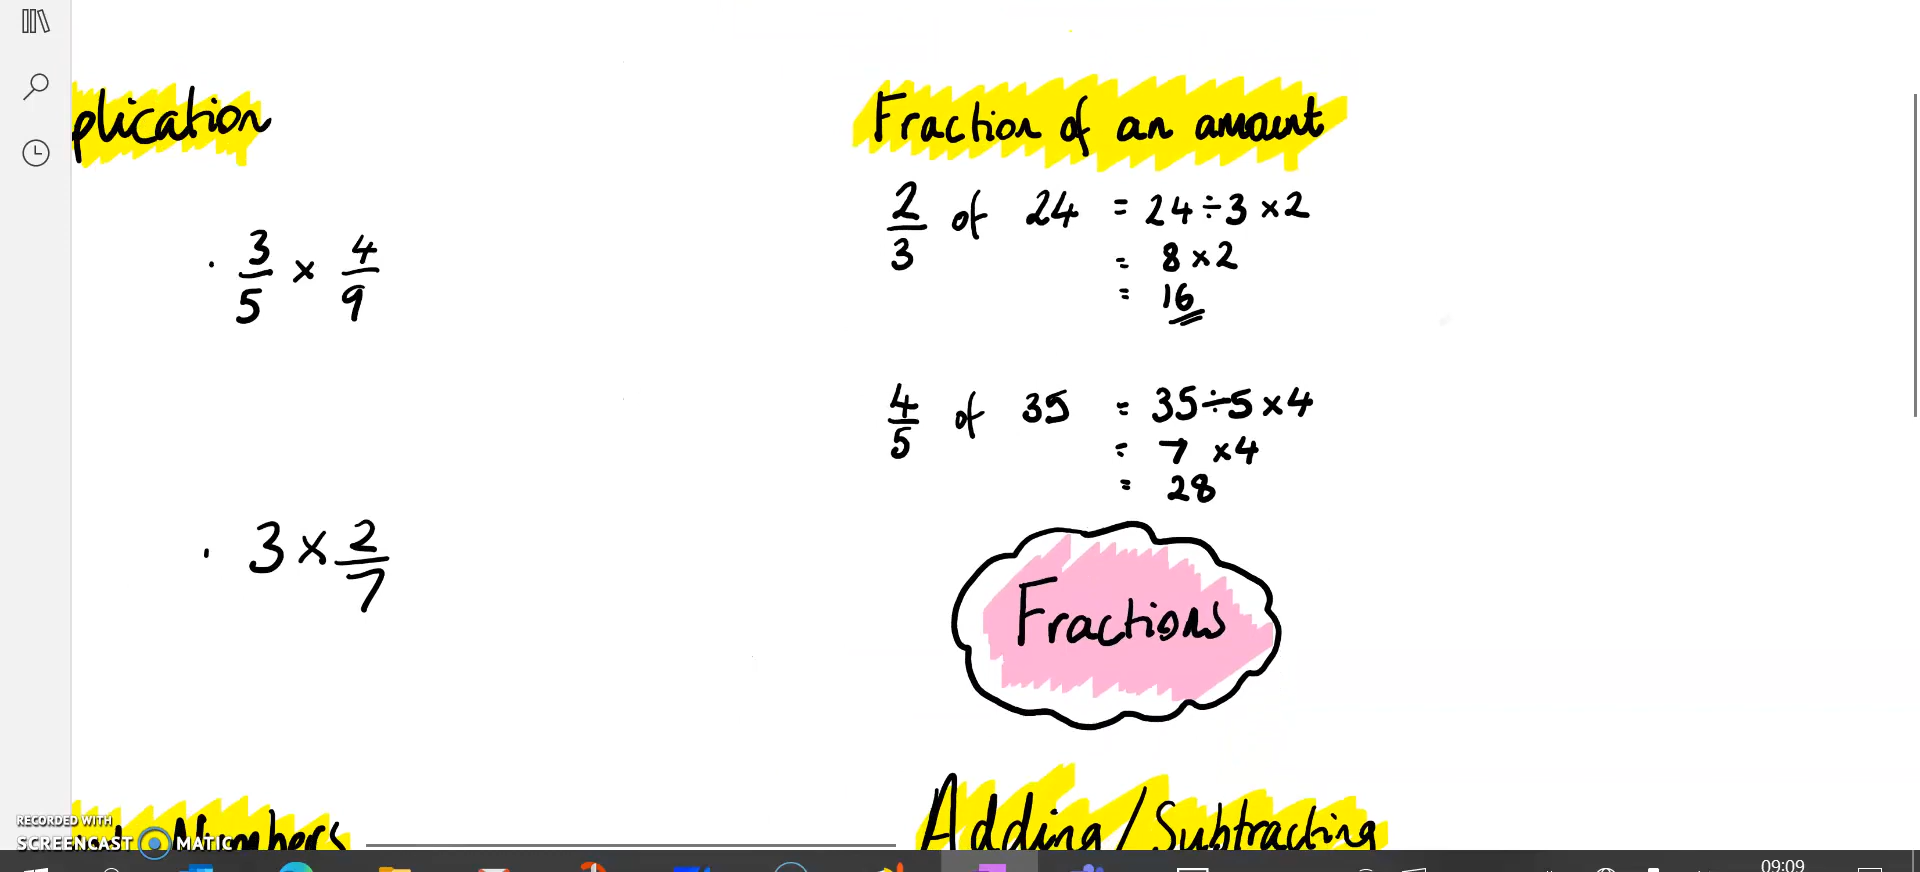 plication
· 3/5 × 4/9
· 3 × 2/7
Fraction of an amount
2/3 of 24 = 24 ÷ 3 × 2
= 8 × 2
= 16
4/5 of 35 = 35 ÷ 5 × 4
= 7 × 4
= 28
Fractions
Numbers
Adding / Subtracting
RECORDED WITH
SCREENCAST MATIC
09:09